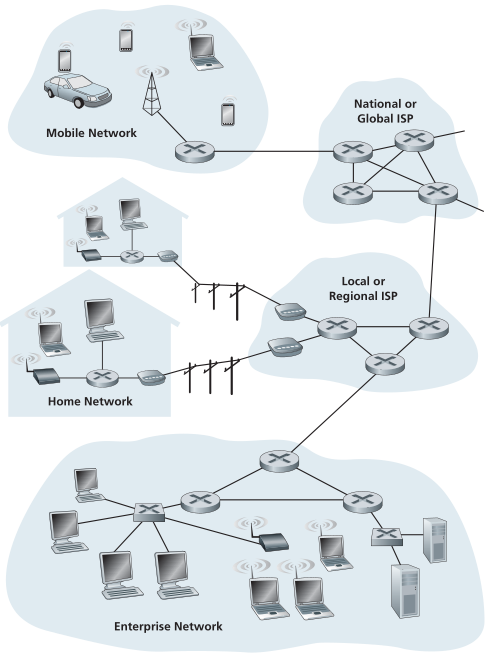 National or
Global ISP
Mobile Network
Local or
Regional ISP
Home Network
Enterprise Network